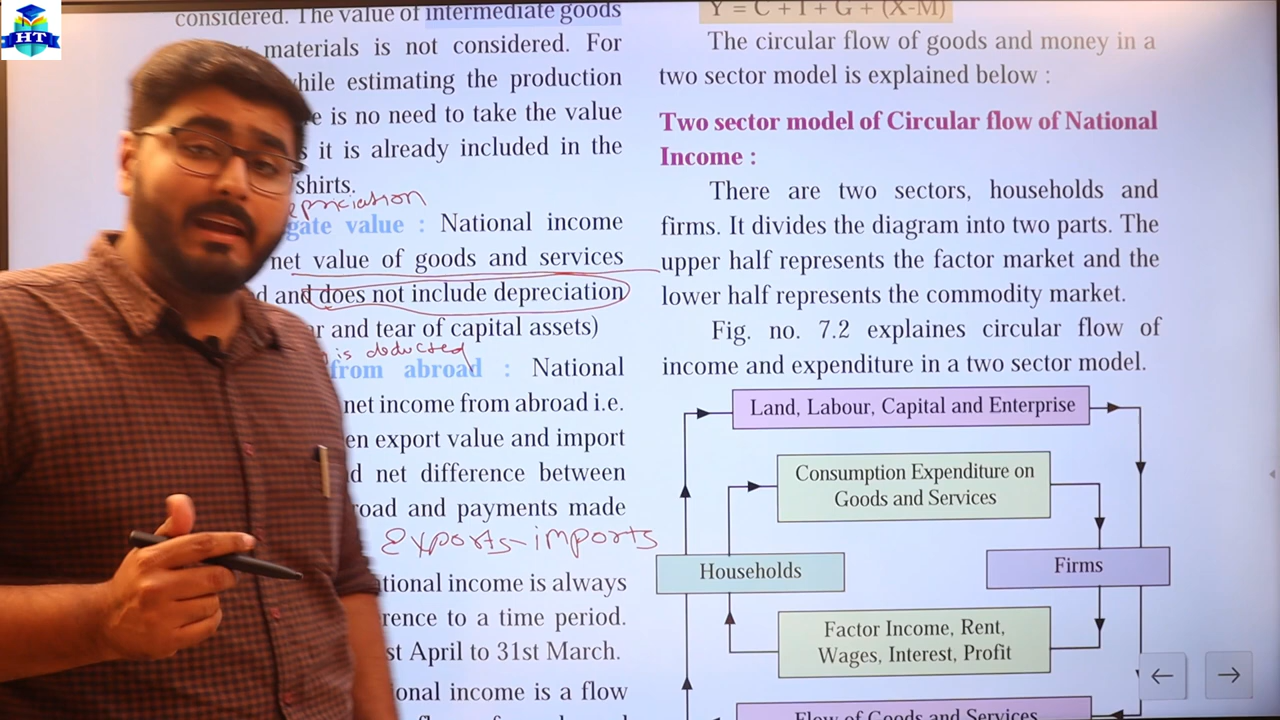 HT
considered. The value of intermediate goods
materials is not considered. For
while estimating the production
e is no need to take the value
s it is already included in the
shirts.
epriciation
gate value : National income
net value of goods and services
d and does not include depreciation
r and tear of capital assets)
is deducted
from abroad : National
net income from abroad i.e.
en export value and import
d net difference between
road and payments made
exports-imports
tional income is always
rence to a time period.
st April to 31st March.
onal income is a flow
Y = C + I + G + (X-M)
The circular flow of goods and money in a
two sector model is explained below :
Two sector model of Circular flow of National
Income :
There are two sectors, households and
firms. It divides the diagram into two parts. The
upper half represents the factor market and the
lower half represents the commodity market.
Fig. no. 7.2 explaines circular flow of
income and expenditure in a two sector model.
Land, Labour, Capital and Enterprise
Consumption Expenditure on
Goods and Services
Households
Firms
Factor Income, Rent,
Wages, Interest, Profit
Flow of Goods and Services